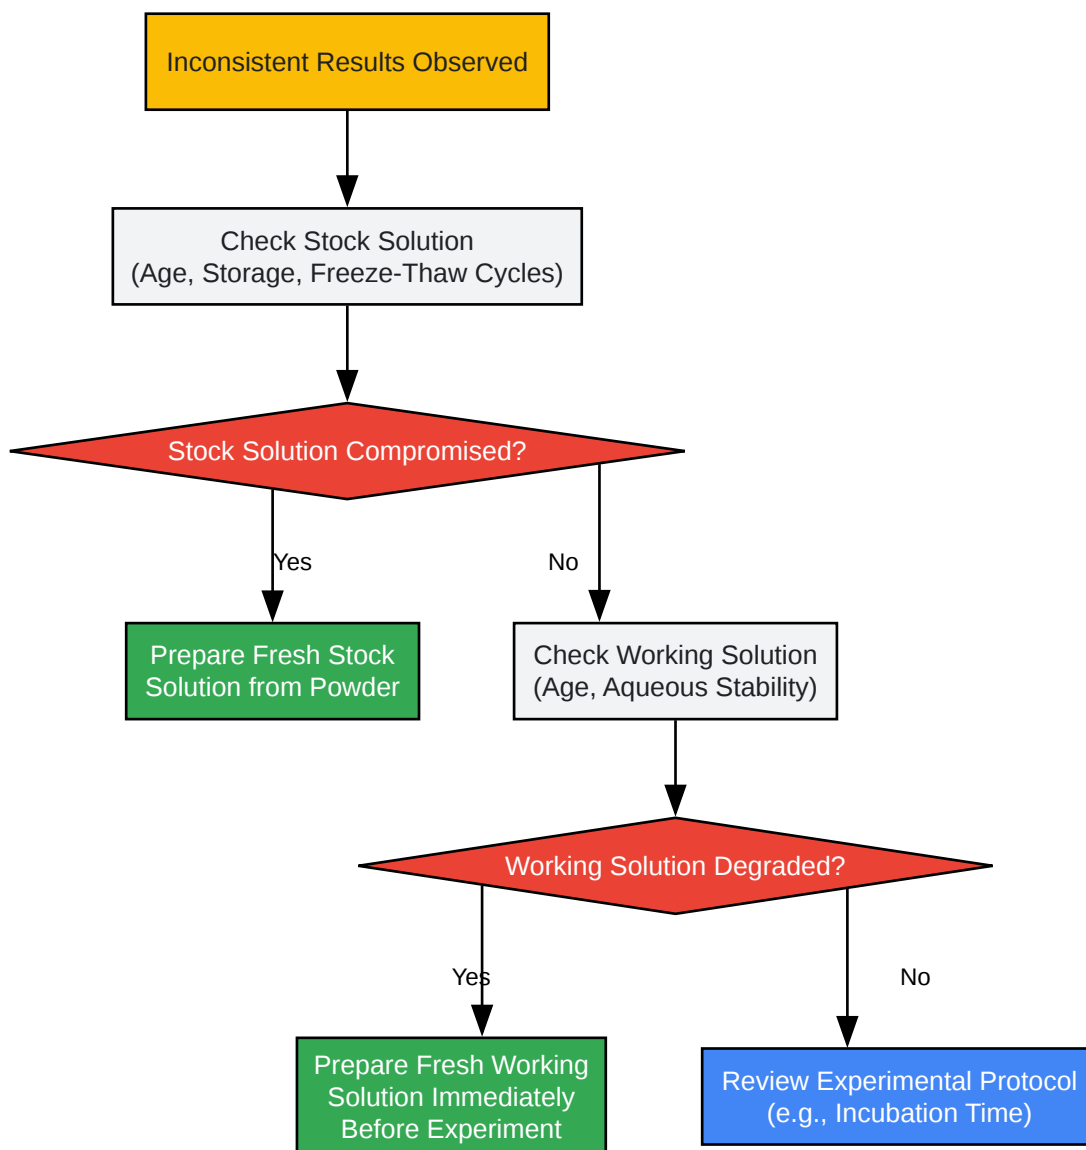 Inconsistent Results Observed
Check Stock Solution
(Age, Storage, Freeze-Thaw Cycles)
Stock Solution Compromised?
Yes
No
Prepare Fresh Stock
Solution from Powder
Check Working Solution
(Age, Aqueous Stability)
Working Solution Degraded?
Yes
No
Prepare Fresh Working
Solution Immediately
Before Experiment
Review Experimental Protocol
(e.g., Incubation Time)